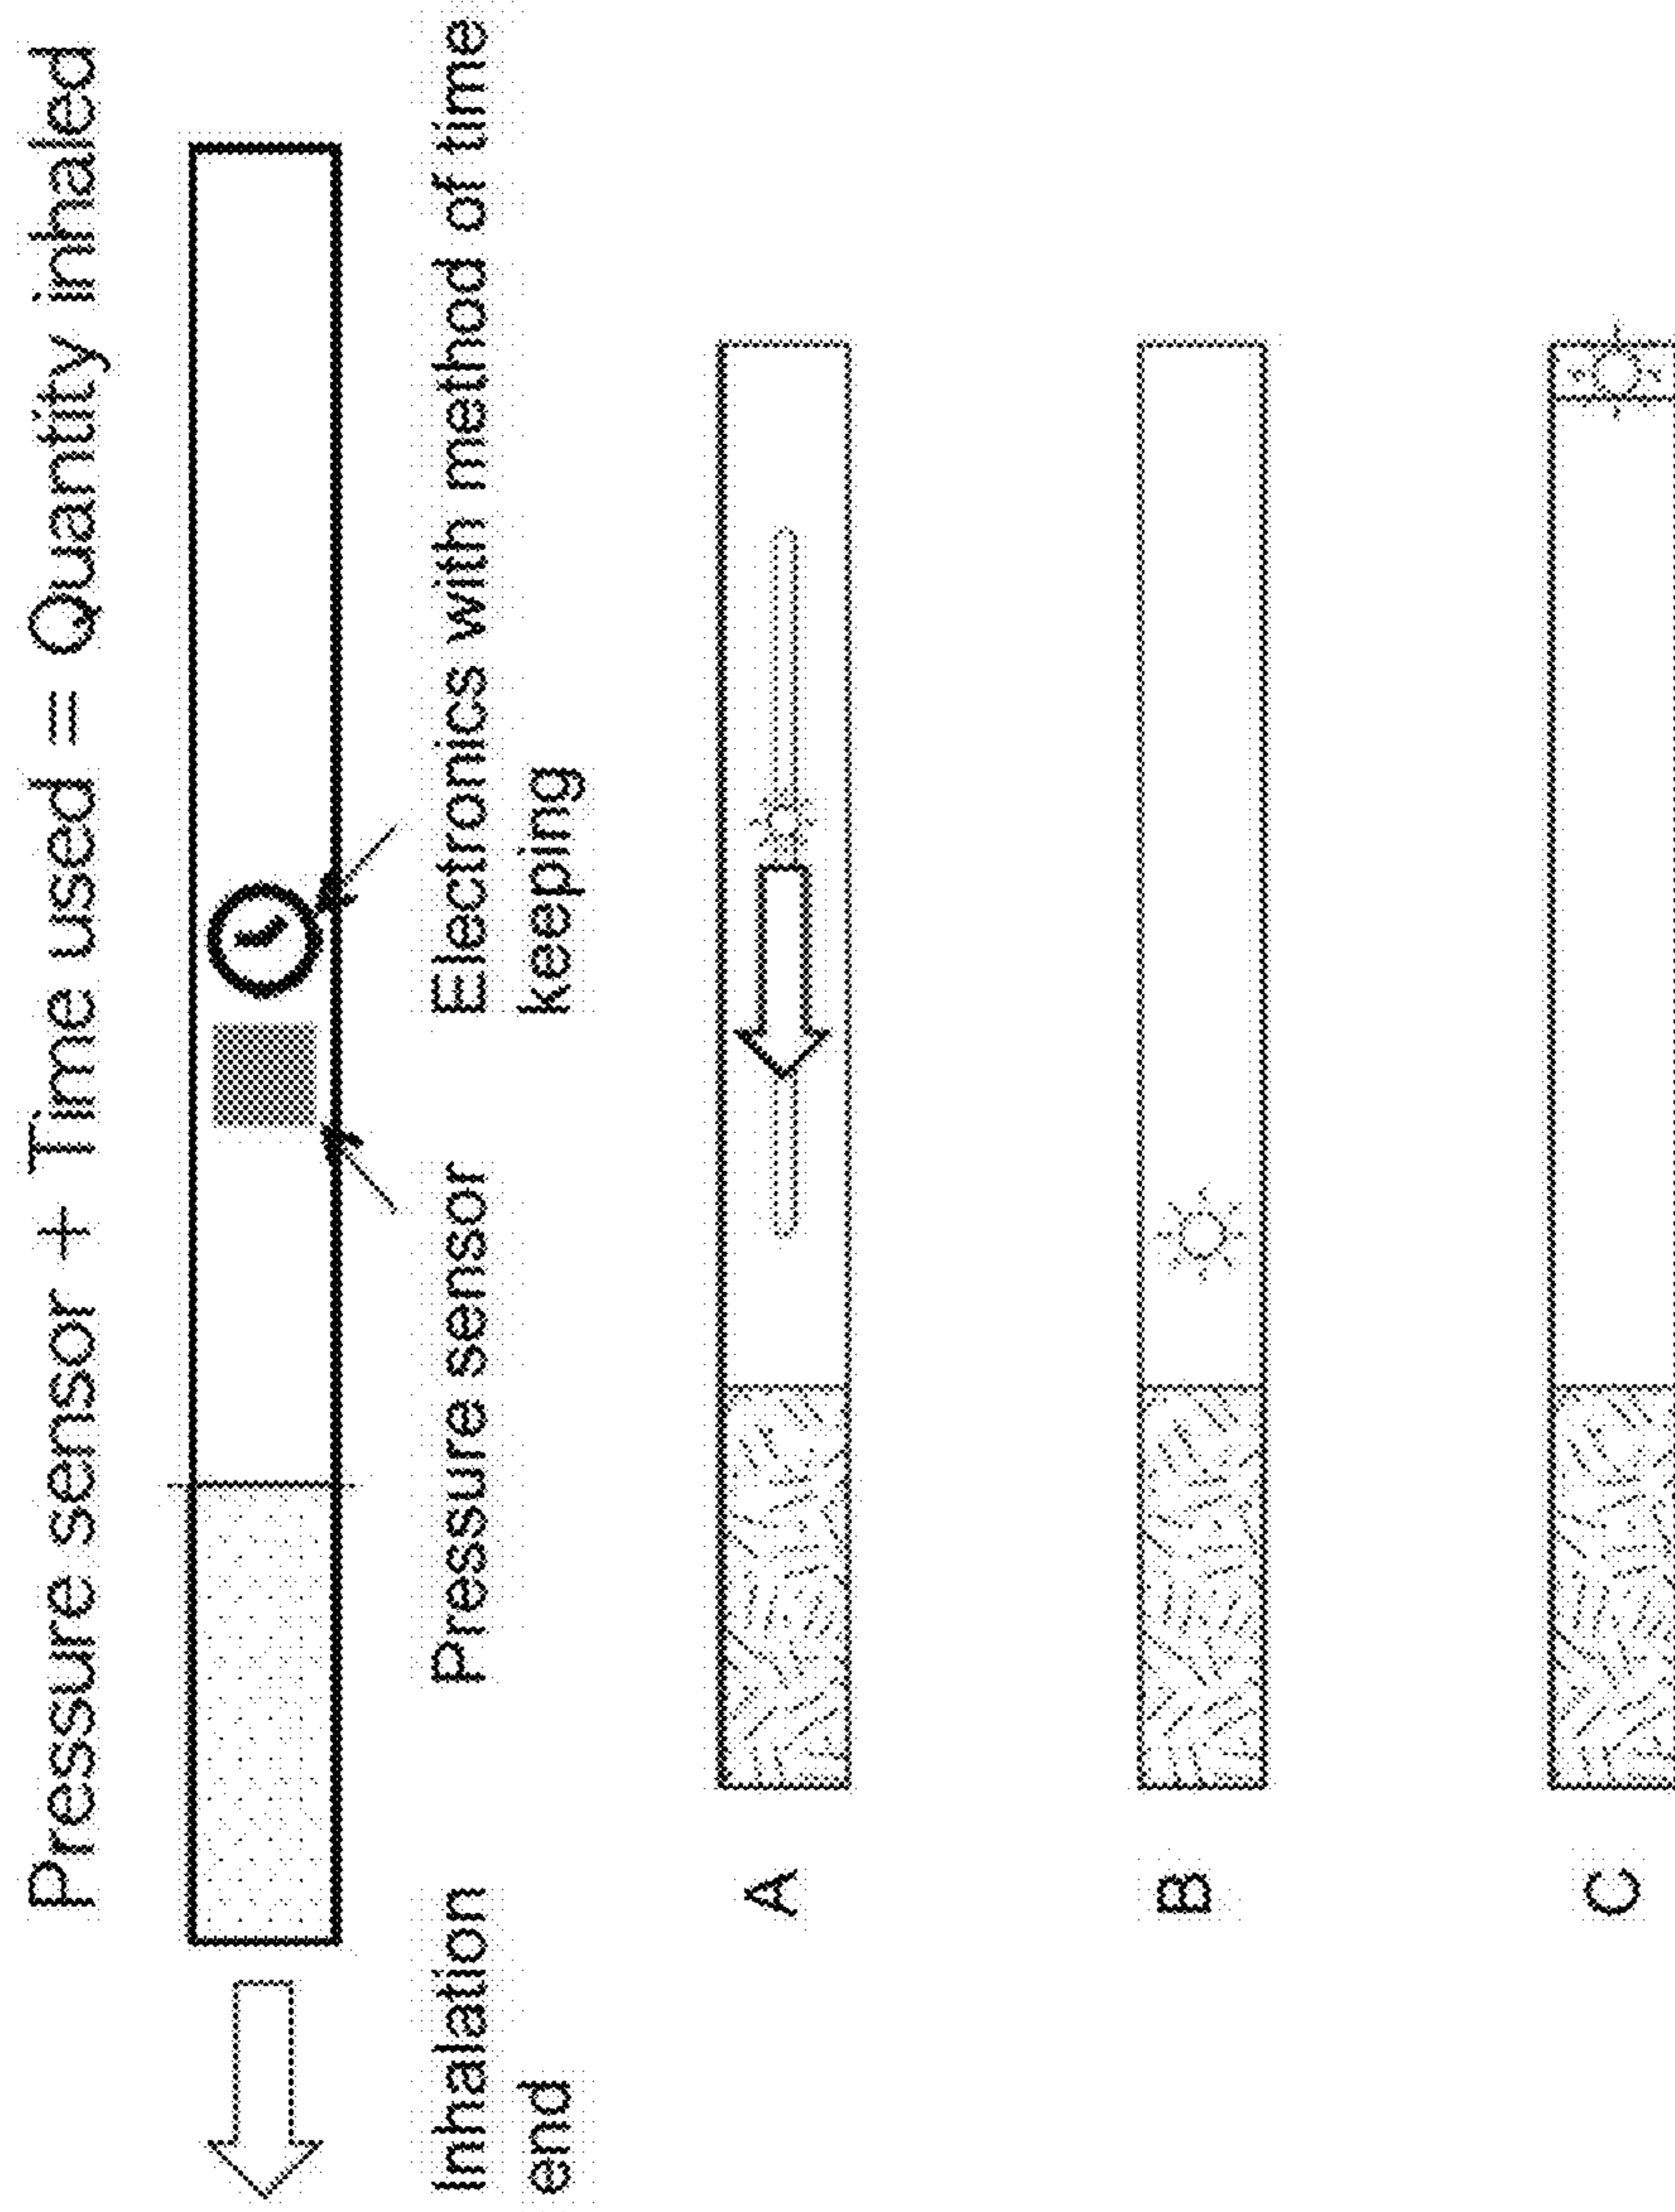 Pressure sensor + Time used = Quantity inhaled
Inhalation
end
Pressure sensor
Electronics with method of time
keeping
A
B
C